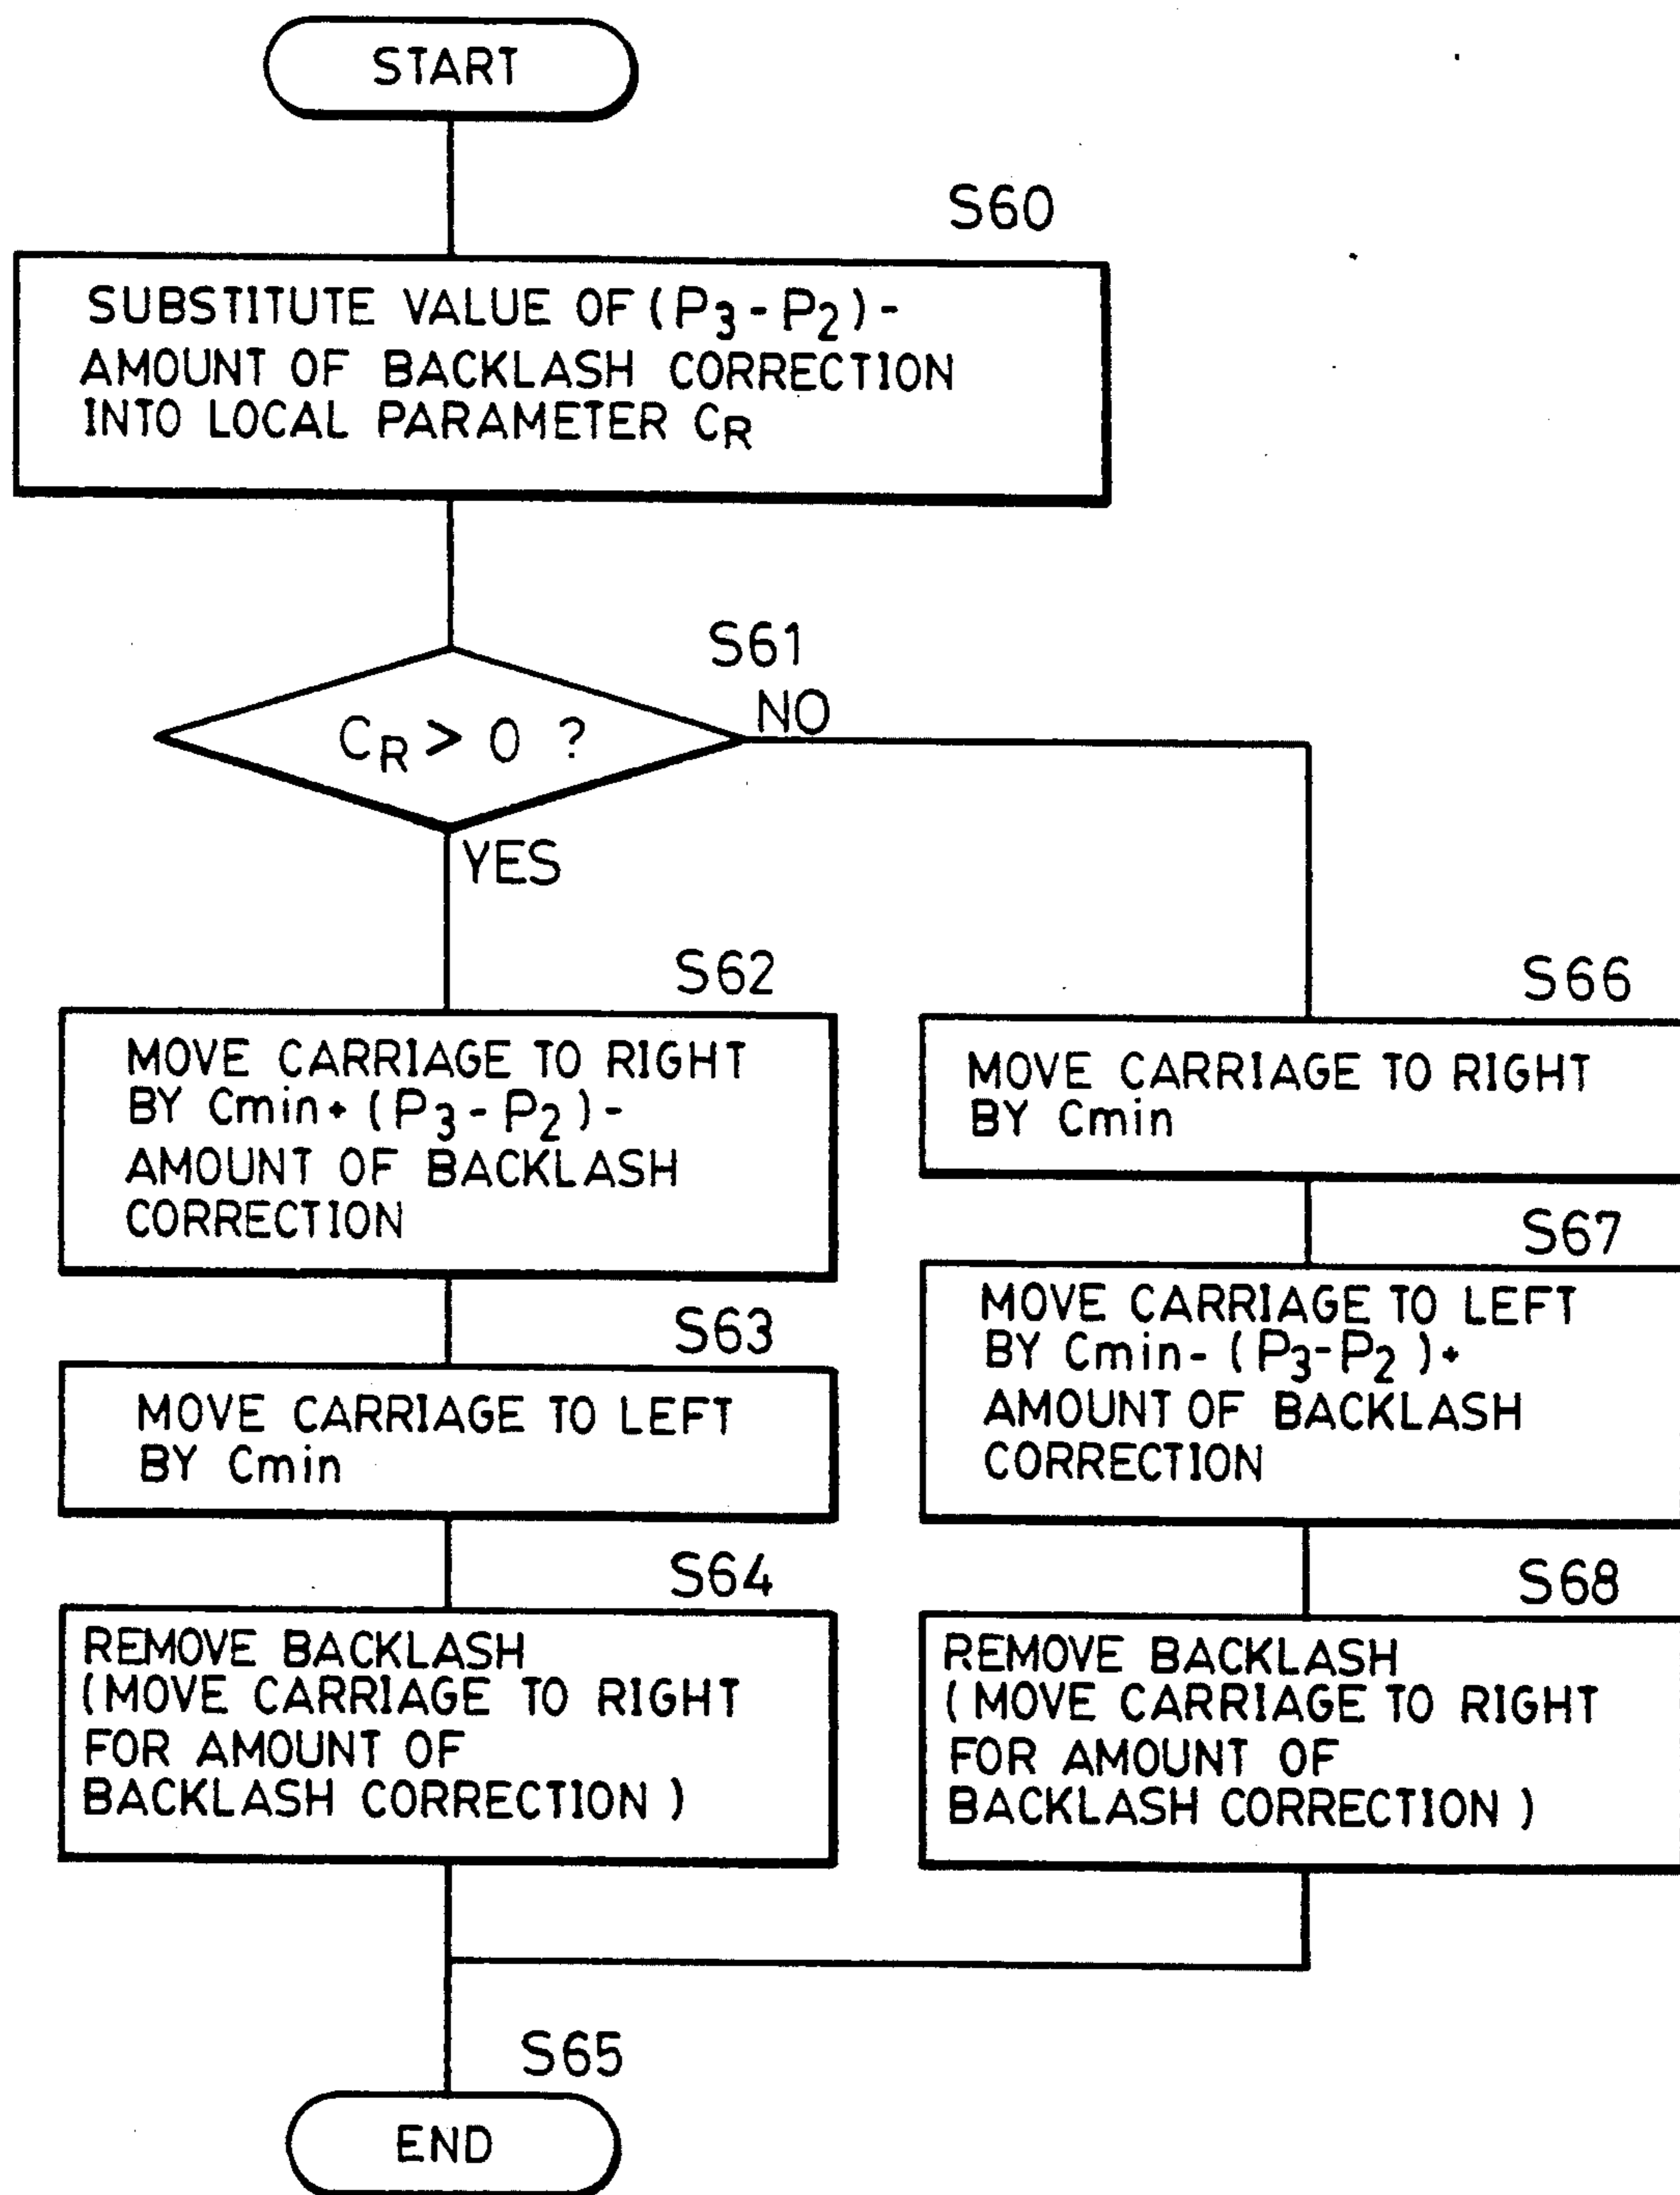 START
S60
SUBSTITUTE VALUE OF (P3 - P2) -
AMOUNT OF BACKLASH CORRECTION
INTO LOCAL PARAMETER CR
S61
CR > 0 ?
NO
YES
S62
MOVE CARRIAGE TO RIGHT
BY Cmin + (P3 - P2) -
AMOUNT OF BACKLASH
CORRECTION
S63
MOVE CARRIAGE TO LEFT
BY Cmin
S64
REMOVE BACKLASH
(MOVE CARRIAGE TO RIGHT
FOR AMOUNT OF
BACKLASH CORRECTION )
S66
MOVE CARRIAGE TO RIGHT
BY Cmin
S67
MOVE CARRIAGE TO LEFT
BY Cmin - (P3-P2) +
AMOUNT OF BACKLASH
CORRECTION
S68
REMOVE BACKLASH
( MOVE CARRIAGE TO RIGHT
FOR AMOUNT OF
BACKLASH CORRECTION )
S65
END